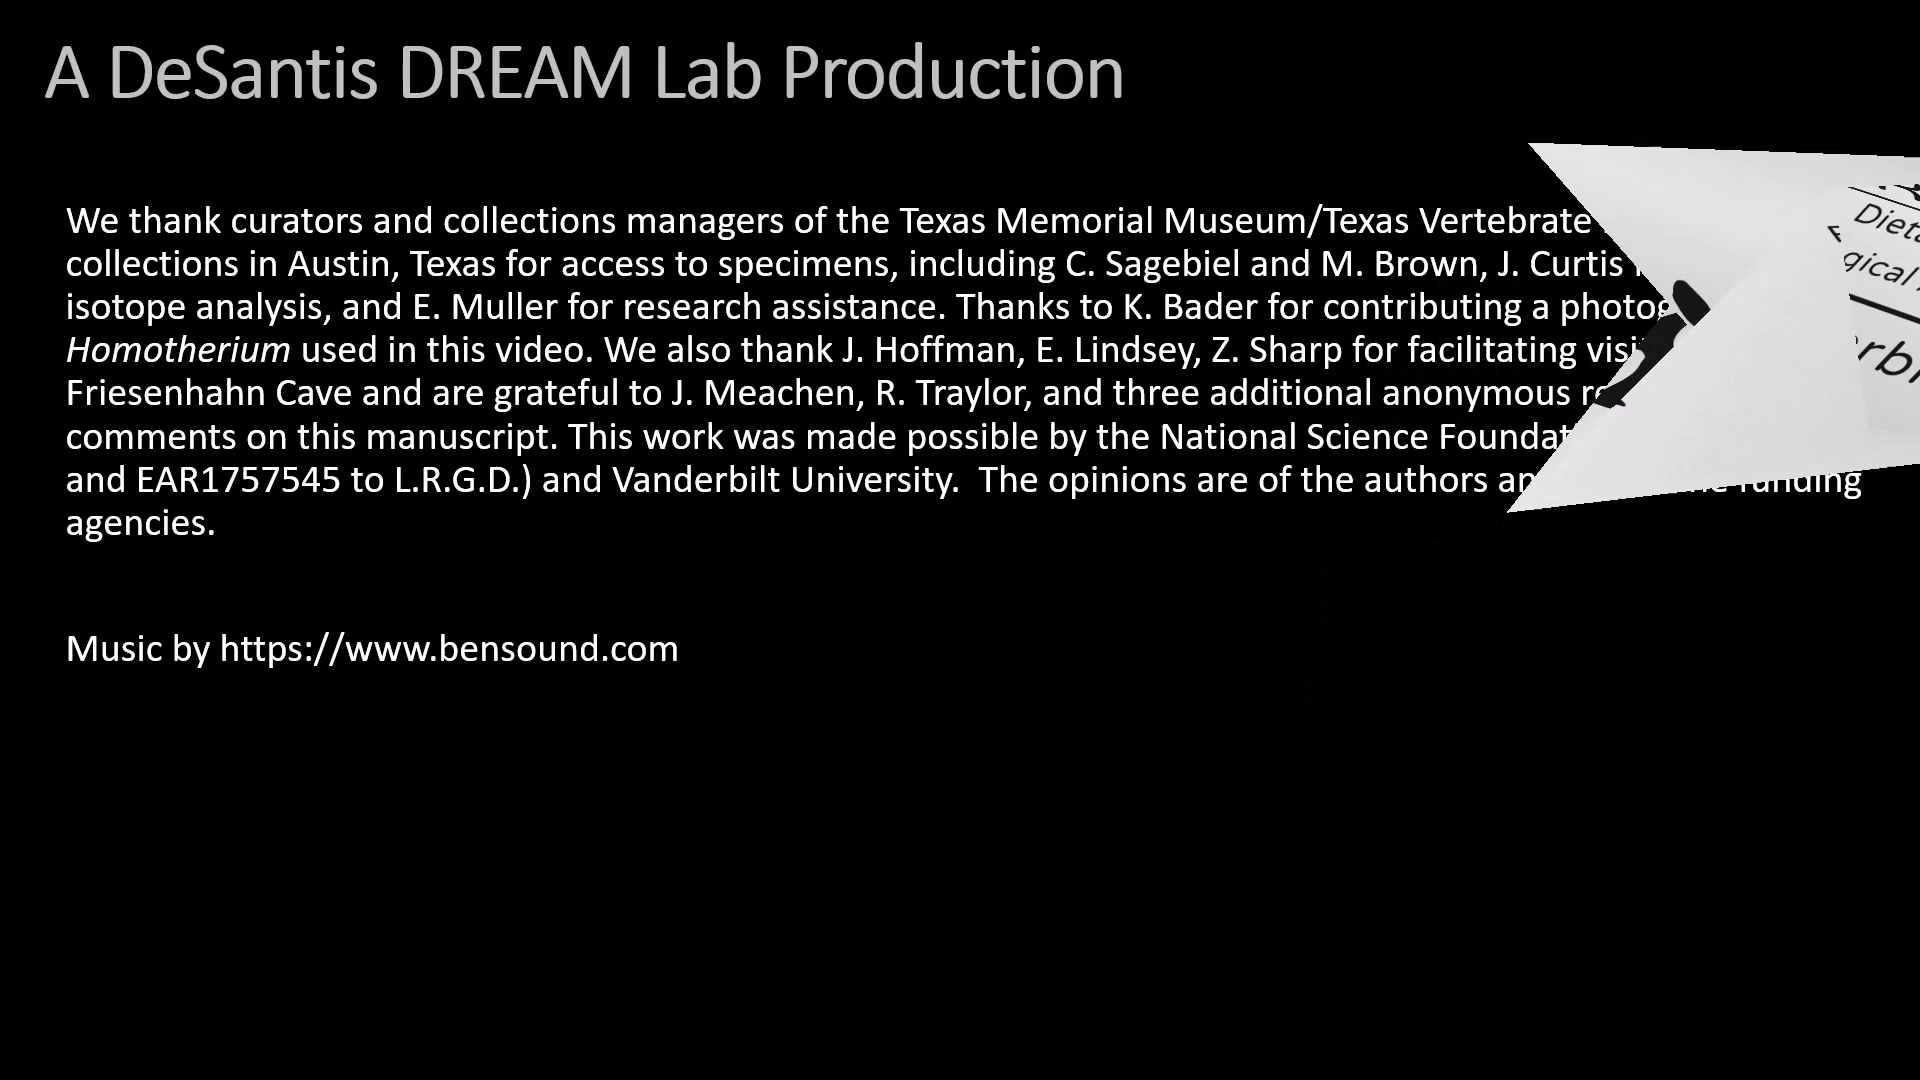 A DeSantis DREAM Lab Production
We thank curators and collections managers of the Texas Memorial Museum/Texas Vertebrate
collections in Austin, Texas for access to specimens, including C. Sagebiel and M. Brown, J. Curtis
isotope analysis, and E. Muller for research assistance. Thanks to K. Bader for contributing a
Homotherium used in this video. We also thank J. Hoffman, E. Lindsey, Z. Sharp for facilitating
Friesenhahn Cave and are grateful to J. Meachen, R. Traylor, and three additional anonymous
comments on this manuscript. This work was made possible by the National Science
and EAR1757545 to L.R.G.D.) and Vanderbilt University.  The opinions are of the authors funding
agencies.
Music by https://www.bensound.com